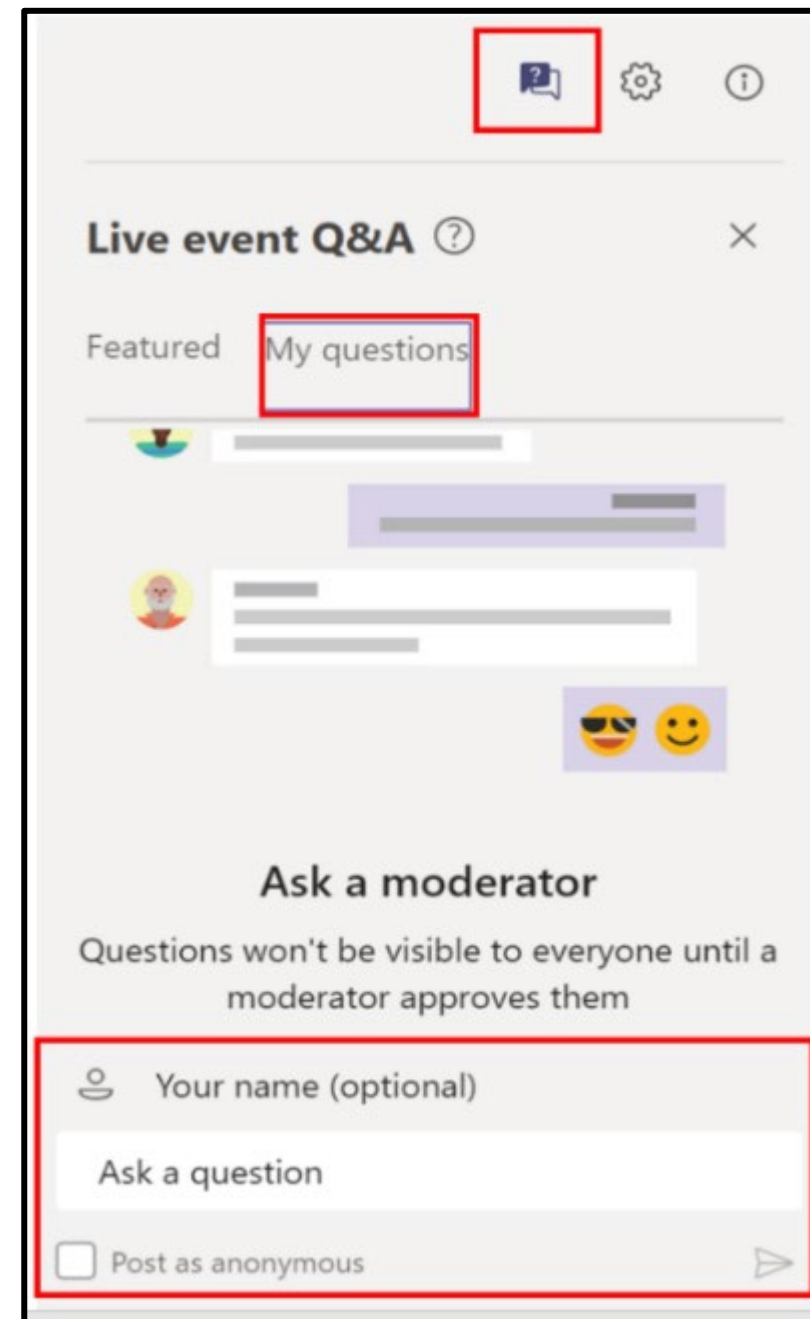 Live event Q&A
Featured My questions
Ask a moderator
Questions won't be visible to everyone until a
moderator approves them
Your name (optional)
Ask a question
Post as anonymous